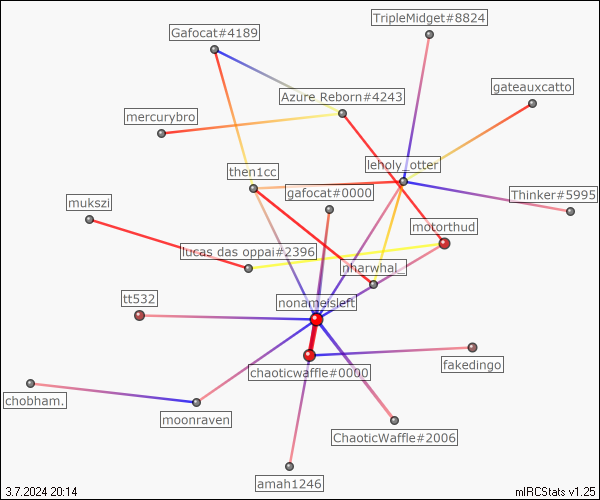 TripleMidget#8824
Gafocat#4189
gateauxcatto
Azure Reborn#4243
mercurybro
leholy_otter
then1cc
gafocat#0000
Thinker#5995
mukszi
motorthud
lucas das oppai#2396
nharwhal_
nonameisleft
tt532
chaoticwaffle#0000
fakedingo
chobham.
moonraven
ChaoticWaffle#2006
amah1246
3.7.2024 20:14
mIRCStats v1.25